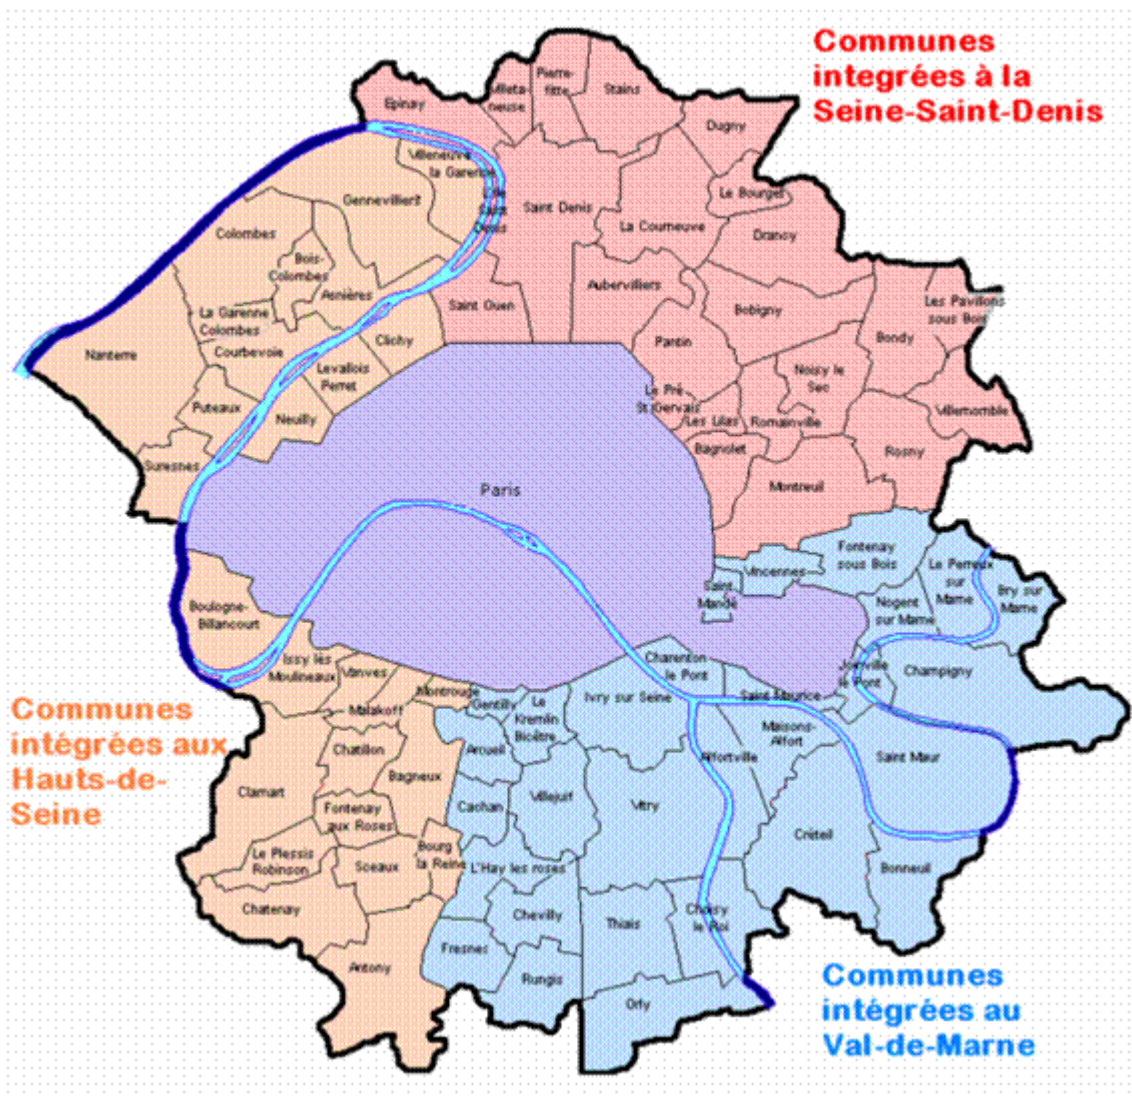 Communes
integrées à la
Seine-Saint-Denis
Epinay
Villeta-
neuse
Pierre-
fitte
Stains
Dugny
Villeneuve
la Garenne
Gennevilliers
L'Ile
Saint
Denis
Saint Denis
Le Bourget
La Courneuve
Drancy
Colombes
Bois-
Colombes
Asnières
La Garenne
Colombes
Courbevoie
Nanterre
Saint Ouen
Aubervilliers
Bobigny
Les Pavillons
sous Bois
Bondy
Clichy
Levallois
Perret
Pantin
Noisy le
Sec
Puteaux
Neuilly
Le Pré
St Gervais
Les Lilas
Romainville
Villemomble
Suresnes
Bagnolet
Rosny
Montreuil
Paris
Fontenay
sous Bois
Vincennes
Saint
Mandé
Le Perreux
sur
Marne
Bry sur
Marne
Nogent
sur Marne
Boulogne-
Billancourt
Issy lès
Moulineaux
Vanves
Malakoff
Montrouge
Gentilly
Le
Kremlin
Bicêtre
Ivry sur Seine
Charenton
le Pont
Saint Maurice
Joinville
le Pont
Champigny
Communes
intégrées aux
Hauts-de-
Seine
Chatillon
Bagneux
Arcueil
Maisons-
Alfort
Alfortville
Saint Maur
Clamart
Fontenay
aux Roses
Cachan
Villejuif
Vitry
Créteil
Le Plessis
Robinson
Sceaux
Bourg
la Reine
L'Hay les roses
Bonneuil
Chatenay
Chevilly
Thiais
Choisy
le Roi
Antony
Fresnes
Rungis
Orly
Communes
intégrées au
Val-de-Marne